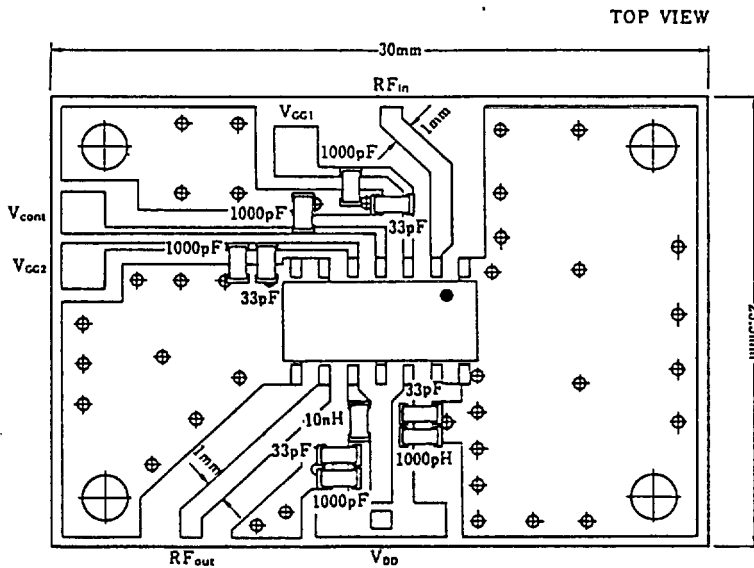 TOP VIEW
30mm
RFin
VGG1
1mm
1000pF
1000pF
33pF
Vcont
1000pF
VGG2
33pF
33pF
10nH
33pF
1mm
1000pH
1000pF
RFout
VDD